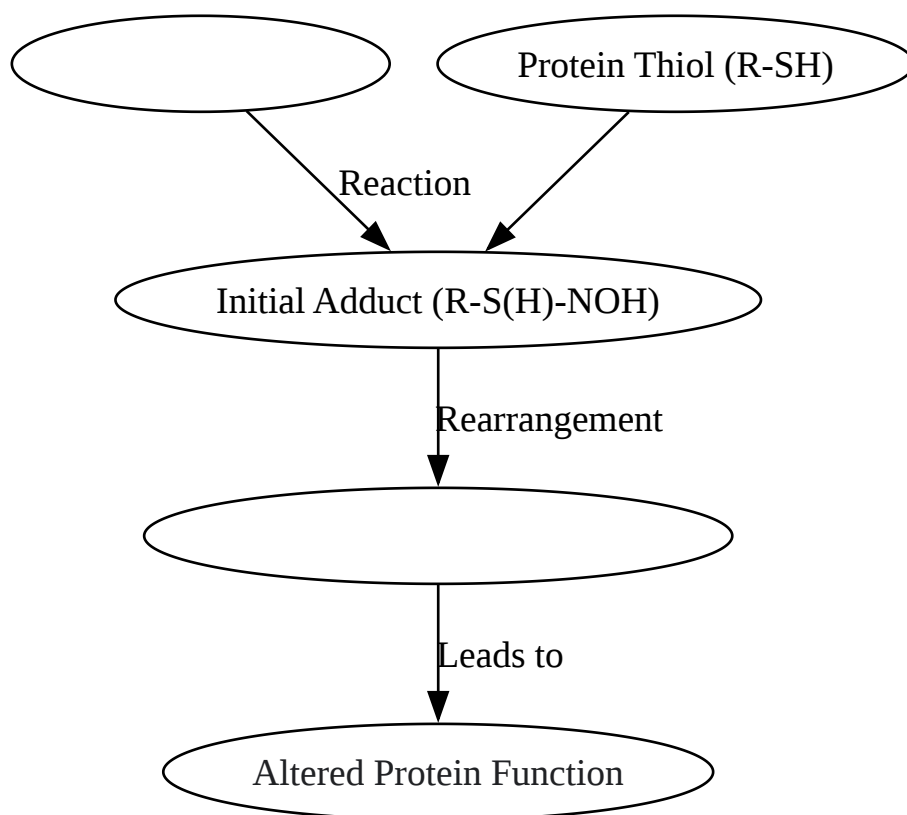 Protein Thiol (R-SH)
Reaction
Initial Adduct (R-S(H)-NOH)
Rearrangement
Leads to
Altered Protein Function